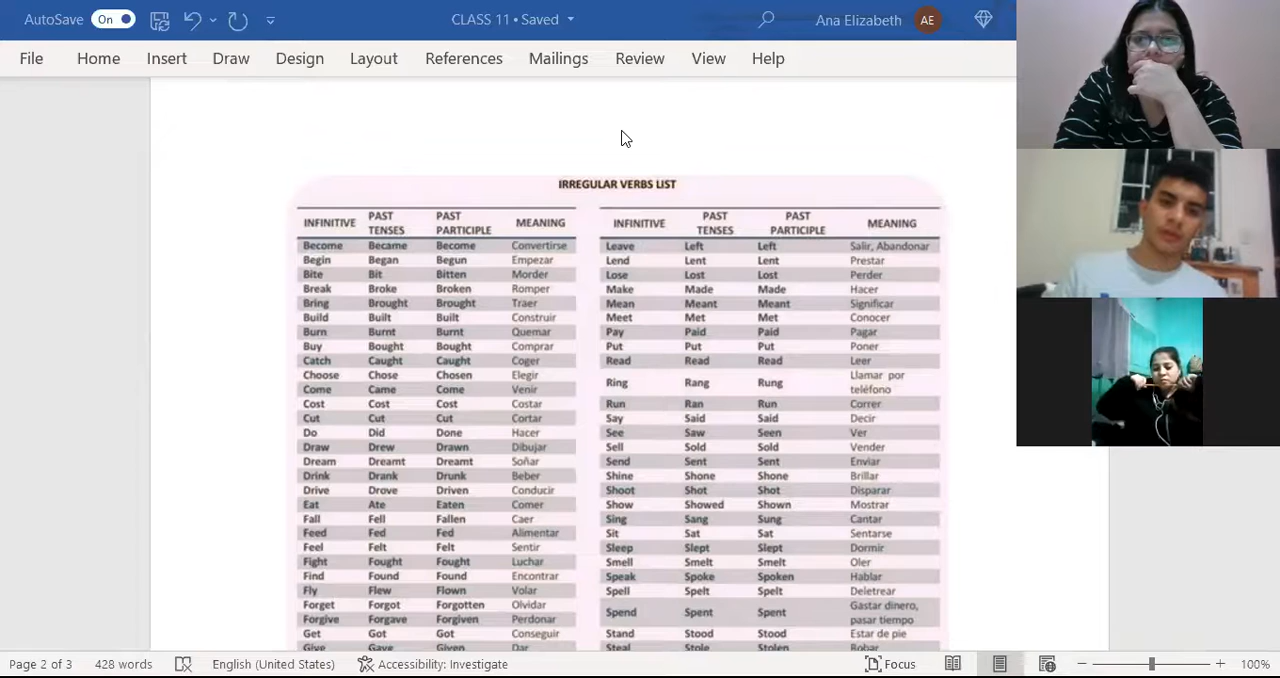 AutoSave On CLASS 11 • Saved Ana Elizabeth AE
File Home Insert Draw Design Layout References Mailings Review View Help
IRREGULAR VERBS LIST
INFINITIVE PAST TENSES PAST PARTICIPLE MEANING
Become Became Become Convertirse
Begin Began Begun Empezar
Bite Bit Bitten Morder
Break Broke Broken Romper
Bring Brought Brought Traer
Build Built Built Construir
Burn Burnt Burnt Quemar
Buy Bought Bought Comprar
Catch Caught Caught Coger
Choose Chose Chosen Elegir
Come Came Come Venir
Cost Cost Cost Costar
Cut Cut Cut Cortar
Do Did Done Hacer
Draw Drew Drawn Dibujar
Dream Dreamt Dreamt Soñar
Drink Drank Drunk Beber
Drive Drove Driven Conducir
Eat Ate Eaten Comer
Fall Fell Fallen Caer
Feed Fed Fed Alimentar
Feel Felt Felt Sentir
Fight Fought Fought Luchar
Find Found Found Encontrar
Fly Flew Flown Volar
Forget Forgot Forgotten Olvidar
Forgive Forgave Forgiven Perdonar
Get Got Got Conseguir
Give Gave Given Dar
INFINITIVE PAST TENSES PAST PARTICIPLE MEANING
Leave Left Left Salir, Abandonar
Lend Lent Lent Prestar
Lose Lost Lost Perder
Make Made Made Hacer
Mean Meant Meant Significar
Meet Met Met Conocer
Pay Paid Paid Pagar
Put Put Put Poner
Read Read Read Leer
Ring Rang Rung Llamar por teléfono
Run Ran Run Correr
Say Said Said Decir
See Saw Seen Ver
Sell Sold Sold Vender
Send Sent Sent Enviar
Shine Shone Shone Brillar
Shoot Shot Shot Disparar
Show Showed Shown Mostrar
Sing Sang Sung Cantar
Sit Sat Sat Sentarse
Sleep Slept Slept Dormir
Smell Smelt Smelt Oler
Speak Spoke Spoken Hablar
Spell Spelt Spelt Deletrear
Spend Spent Spent Gastar dinero, pasar tiempo
Stand Stood Stood Estar de pie
Steal Stole Stolen Robar
Page 2 of 3 428 words English (United States) Accessibility: Investigate Focus 100%